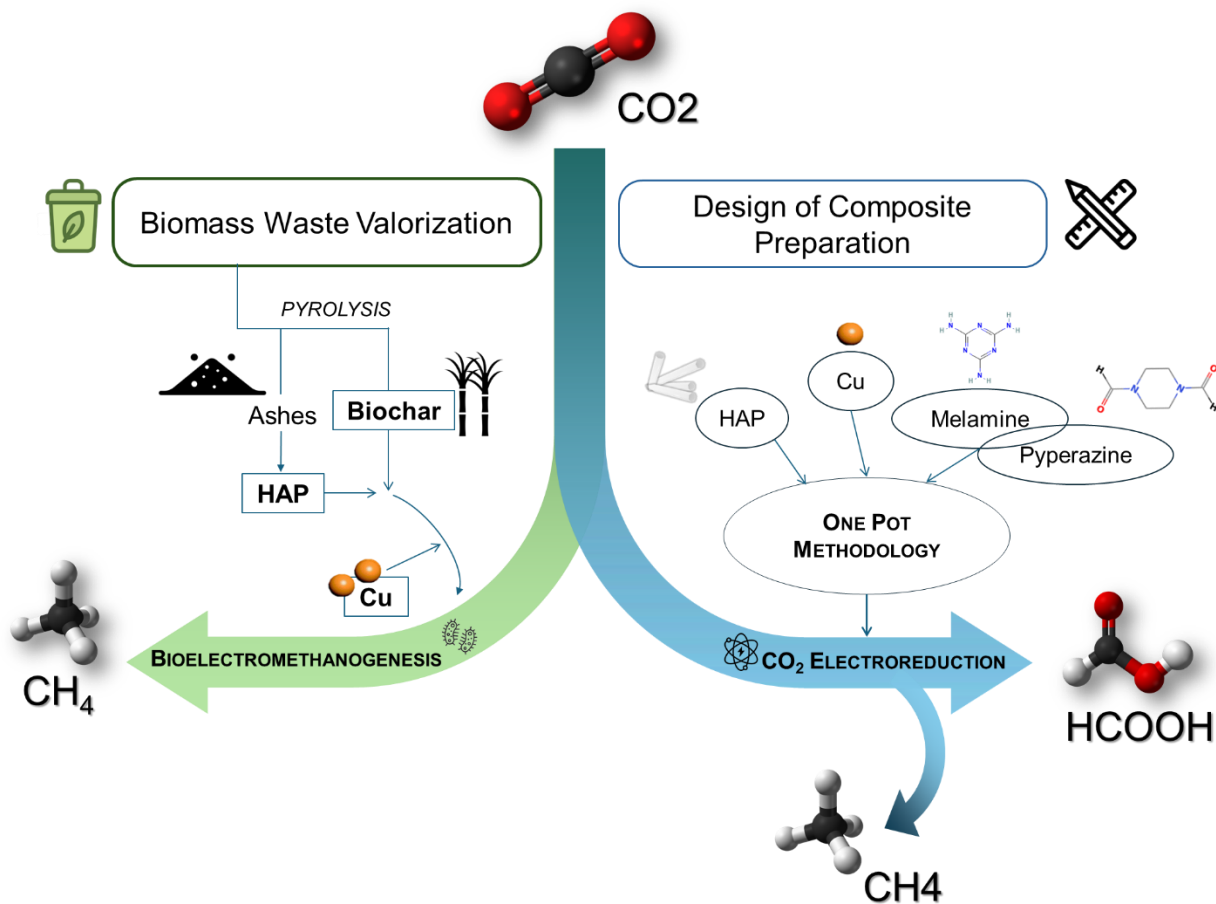 CO2
Biomass Waste Valorization
Design of Composite
Preparation
PYROLYSIS
Ashes
Biochar
HAP
Cu
HAP
Cu
Melamine
Pyperazine
ONE POT
METHODOLOGY
BIOELECTROMETHANOGENESIS
CH₄
CO₂ ELECTROREDUCTION
HCOOH
CH4
H
N
H
N
N
N
H
N
H
N
H
H
H
O
N
N
O
H